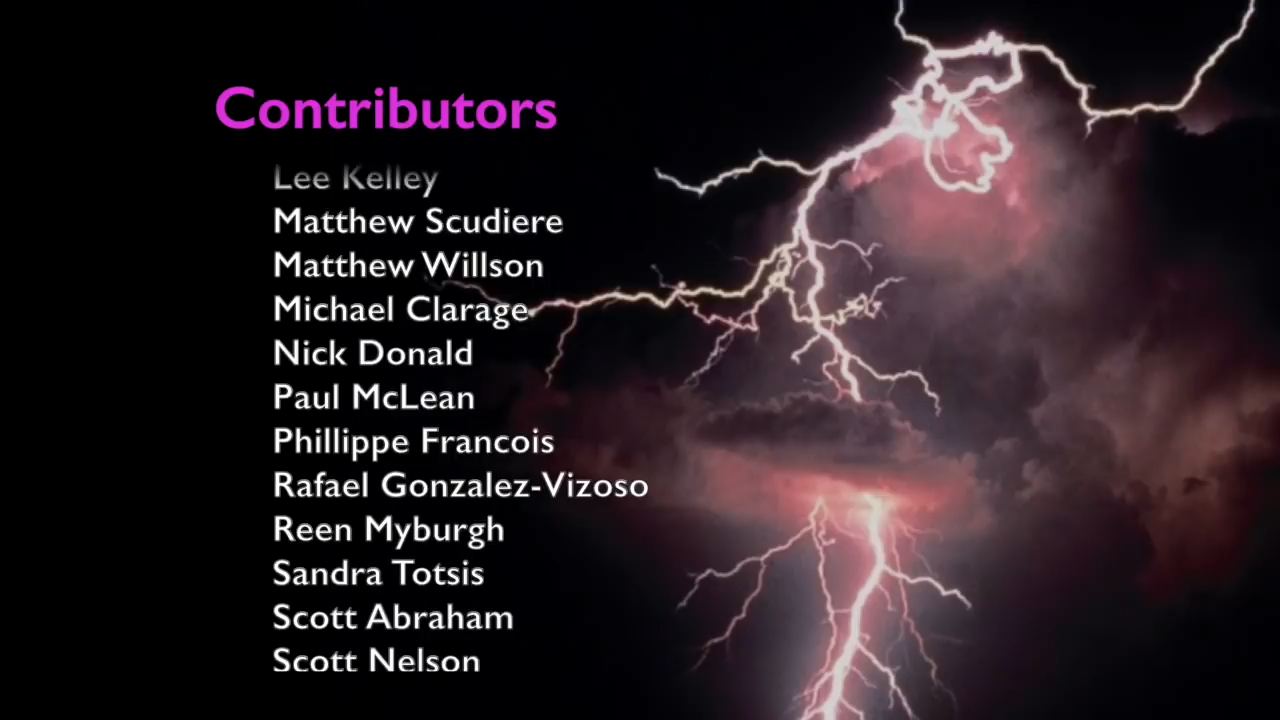 Contributors
Lee Kelley
Matthew Scudiere
Matthew Willson
Michael Clarage
Nick Donald
Paul McLean
Phillippe Francois
Rafael Gonzalez-Vizoso
Reen Myburgh
Sandra Totsis
Scott Abraham
Scott Nelson